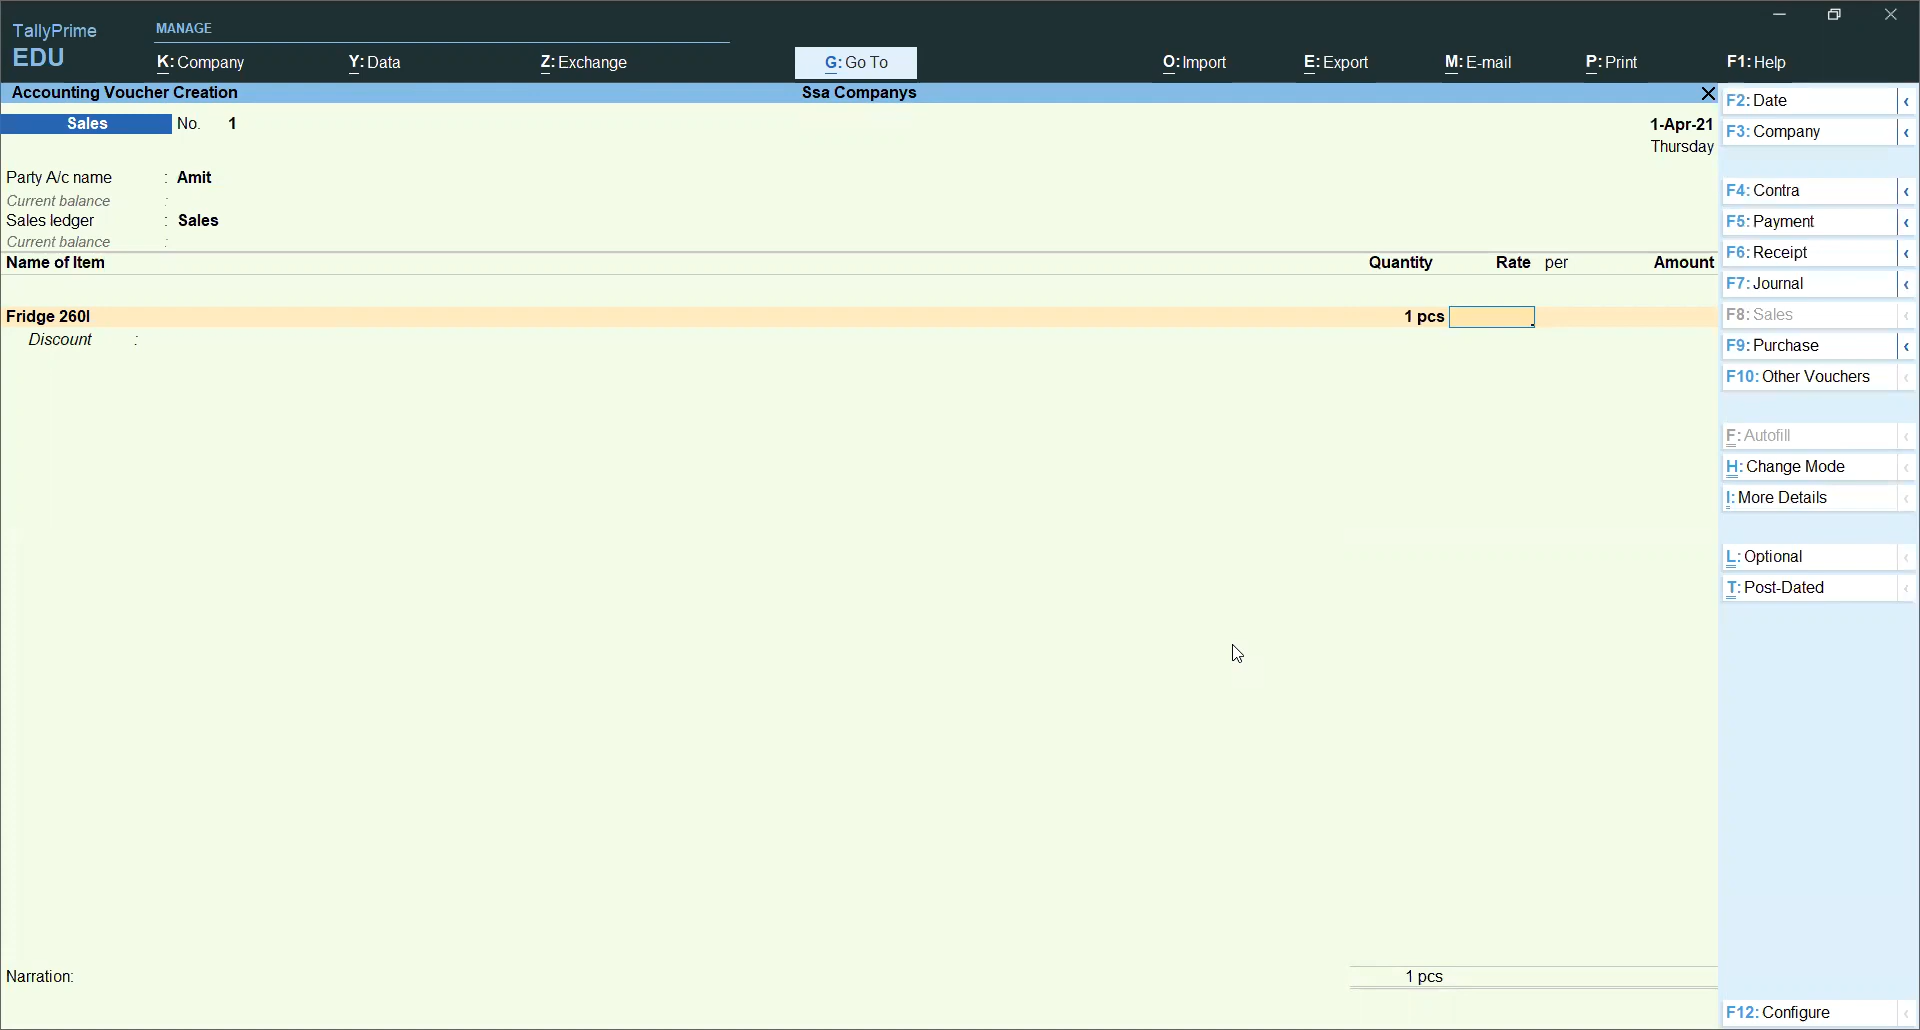 TallyPrime
EDU
MANAGE
K: Company Y: Data Z: Exchange G: Go To O: Import E: Export M: E-mail P: Print F1: Help
Accounting Voucher Creation Ssa Companys
Sales No. 1 1-Apr-21
Thursday
Party A/c name : Amit
Current balance :
Sales ledger : Sales
Current balance :
Name of Item Quantity Rate per Amount
Fridge 260l 1 pcs
Discount :
Narration: 1 pcs
F2: Date
F3: Company
F4: Contra
F5: Payment
F6: Receipt
F7: Journal
F8: Sales
F9: Purchase
F10: Other Vouchers
F: Autofill
H: Change Mode
I: More Details
L: Optional
T: Post-Dated
F12: Configure